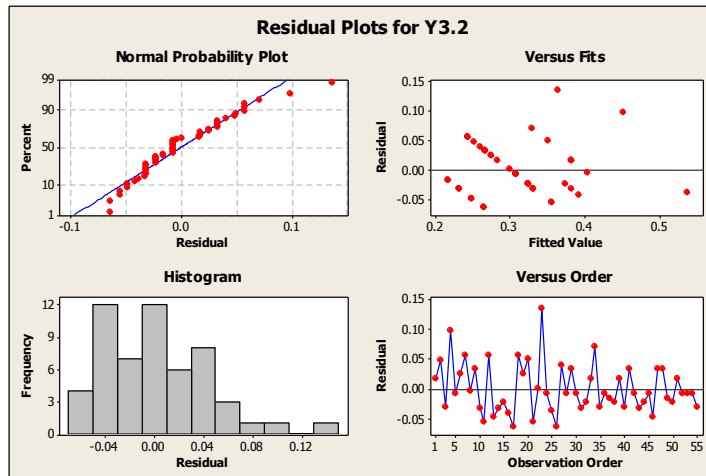 Residual Plots for Y3.2
Normal Probability Plot
99
90
50
10
1
Percent
-0.1
0.0
0.1
Residual
Versus Fits
0.15
0.10
0.05
0.00
-0.05
Residual
0.2
0.3
0.4
0.5
Fitted Value
Histogram
12
9
6
3
0
Frequency
-0.04
0.00
0.04
0.08
0.12
Residual
Versus Order
0.15
0.10
0.05
0.00
-0.05
Residual
1 5 10 15 20 25 30 35 40 45 50 55
Observation Order